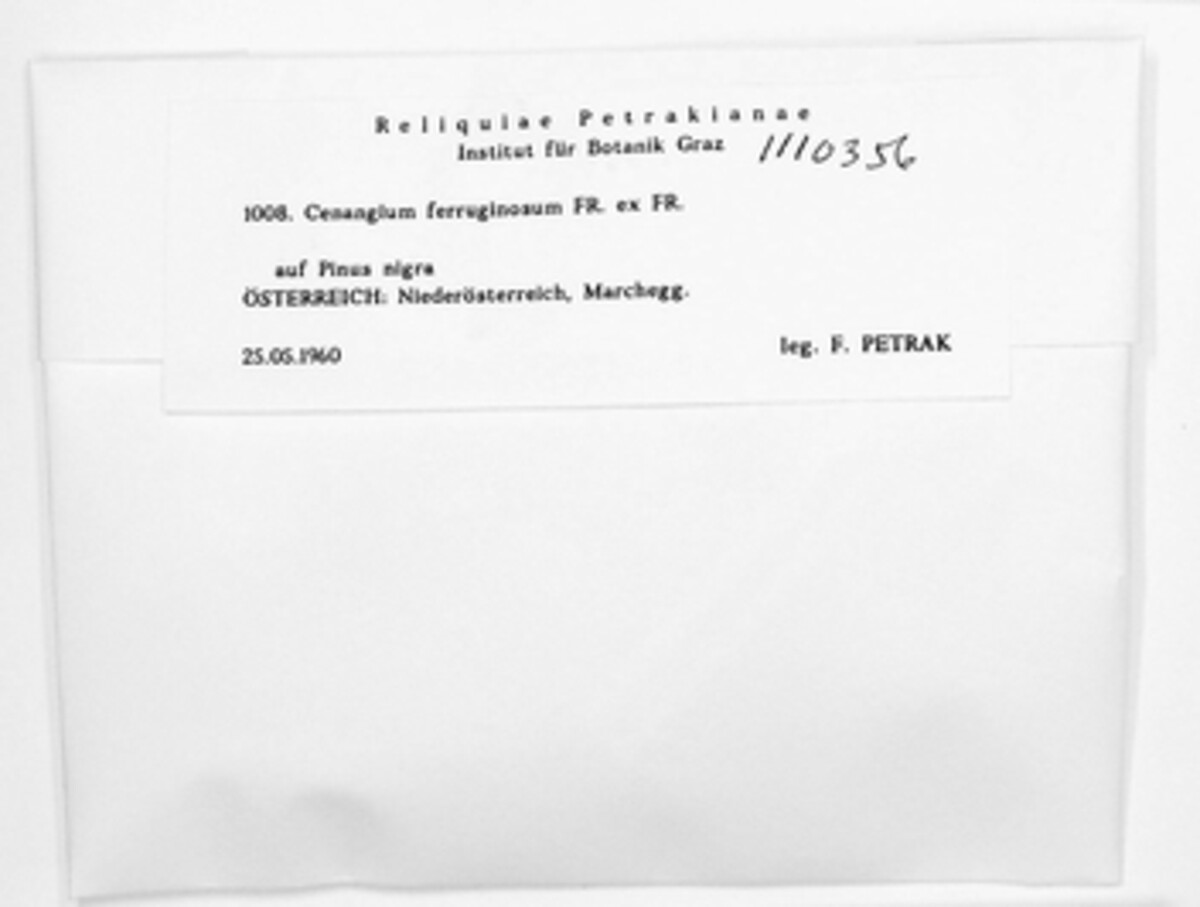 Reliquiae Petrakianae
Institut für Botanik Graz 1110356
1008. Cenangium ferruginosum FR. ex FR.
auf Pinus nigra
ÖSTERREICH: Niederösterreich, Marchegg.
25.05.1960 leg. F. PETRAK